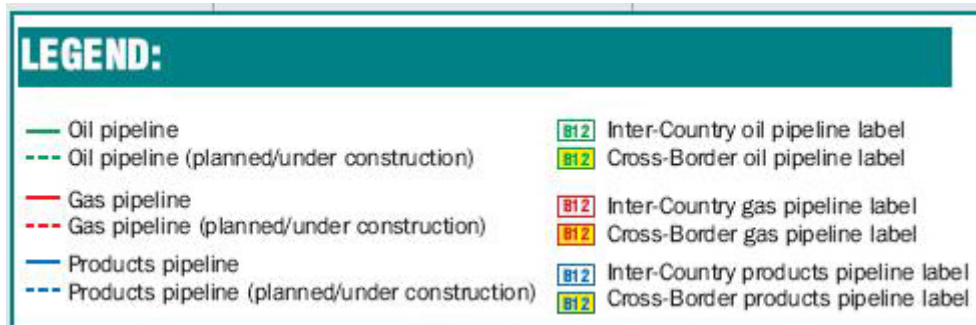 LEGEND:
Oil pipeline
Oil pipeline (planned/under construction)
Gas pipeline
Gas pipeline (planned/under construction)
Products pipeline
Products pipeline (planned/under construction)
B12 Inter-Country oil pipeline label
B12 Cross-Border oil pipeline label
B12 Inter-Country gas pipeline label
B12 Cross-Border gas pipeline label
B12 Inter-Country products pipeline label
B12 Cross-Border products pipeline label